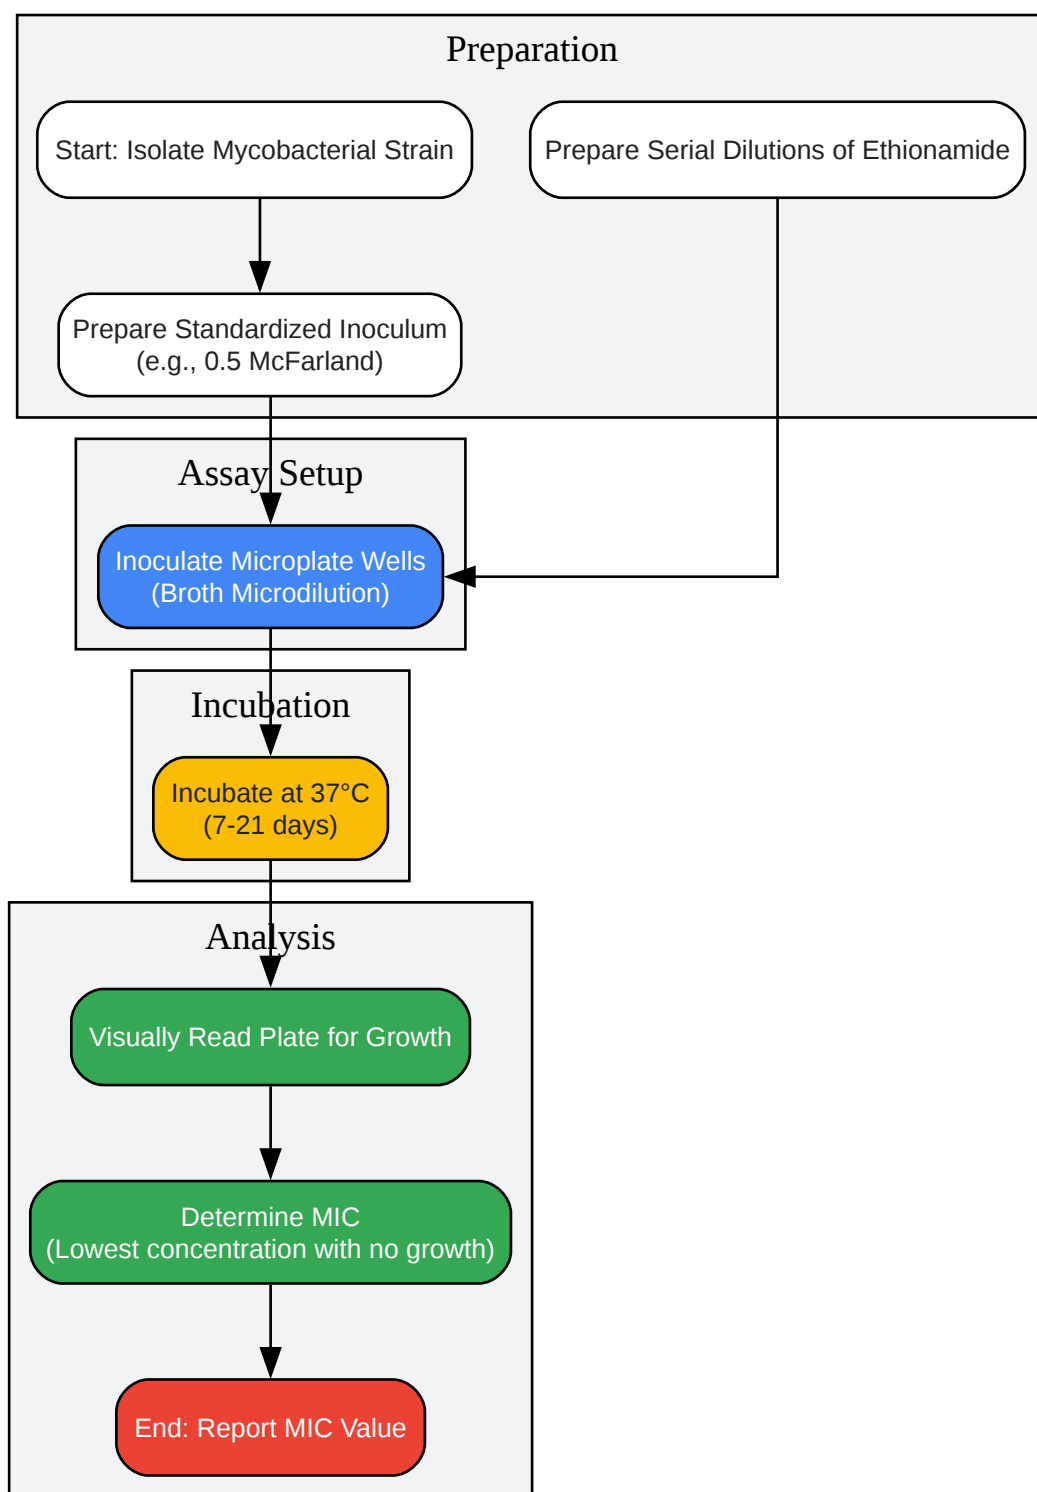 Preparation
Start: Isolate Mycobacterial Strain
Prepare Serial Dilutions of Ethionamide
Prepare Standardized Inoculum
(e.g., 0.5 McFarland)
Assay Setup
Inoculate Microplate Wells
(Broth Microdilution)
Incubation
Incubate at 37°C
(7-21 days)
Analysis
Visually Read Plate for Growth
Determine MIC
(Lowest concentration with no growth)
End: Report MIC Value